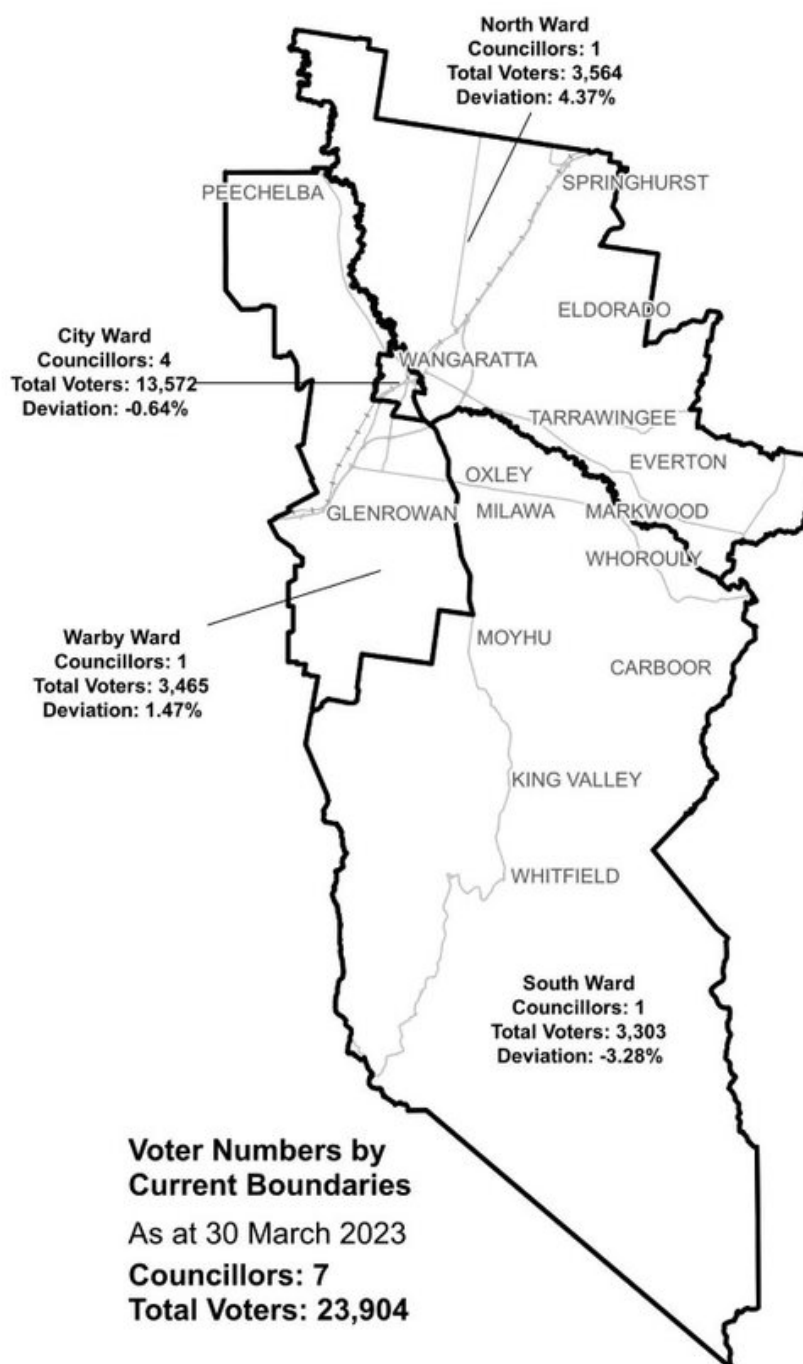 North Ward
Councillors: 1
Total Voters: 3,564
Deviation: 4.37%
SPRINGHURST
PEECHELBA
ELDORADO
City Ward
Councillors: 4
Total Voters: 13,572
Deviation: -0.64%
WANGARATTA
TARRAWINGEE
EVERTON
OXLEY
GLENROWAN
MILAWA
MARKWOOD
WHOROULY
Warby Ward
Councillors: 1
Total Voters: 3,465
Deviation: 1.47%
MOYHU
CARBOOR
KING VALLEY
WHITFIELD
South Ward
Councillors: 1
Total Voters: 3,303
Deviation: -3.28%
Voter Numbers by
Current Boundaries
As at 30 March 2023
Councillors: 7
Total Voters: 23,904